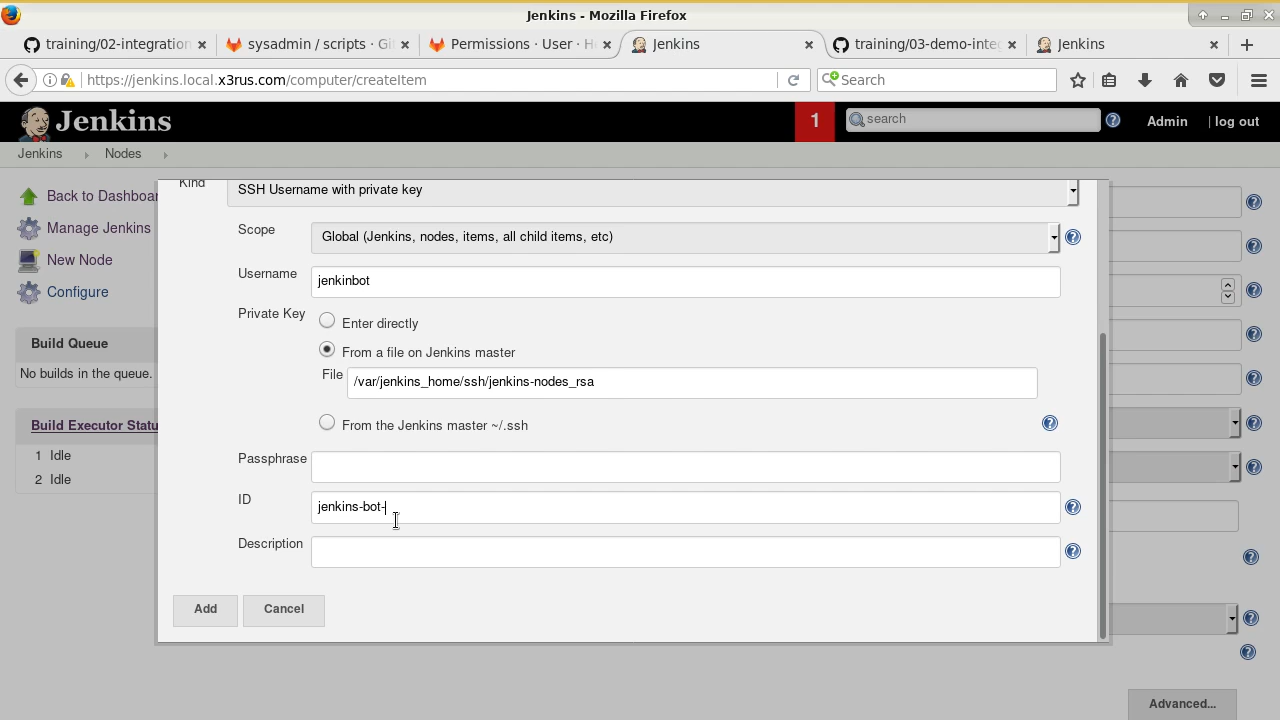 Jenkins - Mozilla Firefox
training/02-integration
sysadmin / scripts · Gi
Permissions · User · H
Jenkins
training/03-demo-inte
Jenkins
https://jenkins.local.x3rus.com/computer/createItem
Search
Jenkins
1
search
Admin
| log out
Jenkins
Nodes
Back to Dashboa
Manage Jenkins
New Node
Configure
Build Queue
No builds in the queue.
Build Executor Statu
1 Idle
2 Idle
Kind
SSH Username with private key
Scope
Global (Jenkins, nodes, items, all child items, etc)
Username
jenkinbot
Private Key
Enter directly
From a file on Jenkins master
File
/var/jenkins_home/ssh/jenkins-nodes_rsa
From the Jenkins master ~/.ssh
Passphrase
ID
jenkins-bot-
Description
Add
Cancel
Advanced...